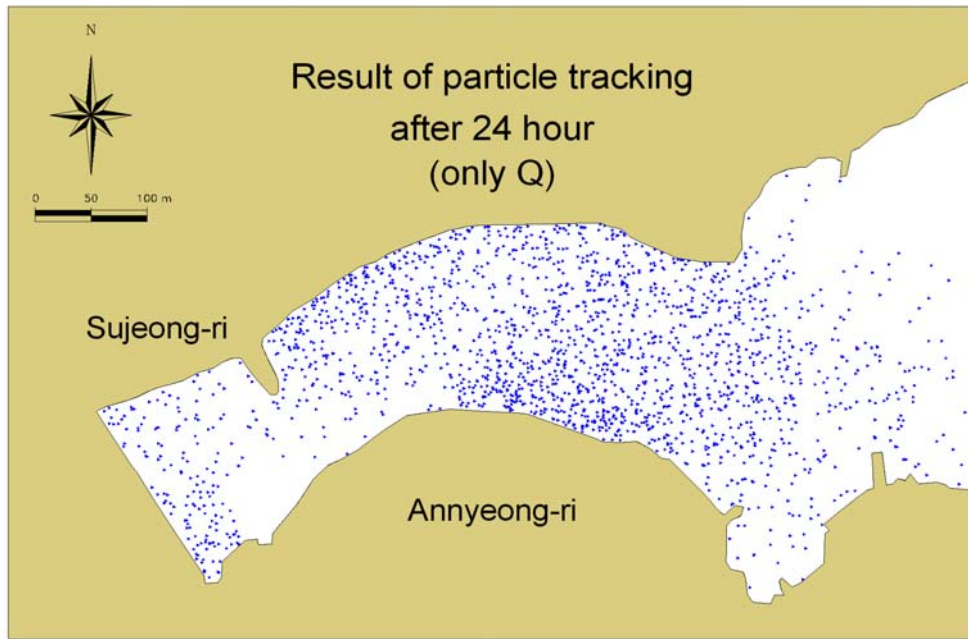 N
Result of particle tracking
after 24 hour
(only Q)
0 50 100 m
Sujeong-ri
Annyeong-ri